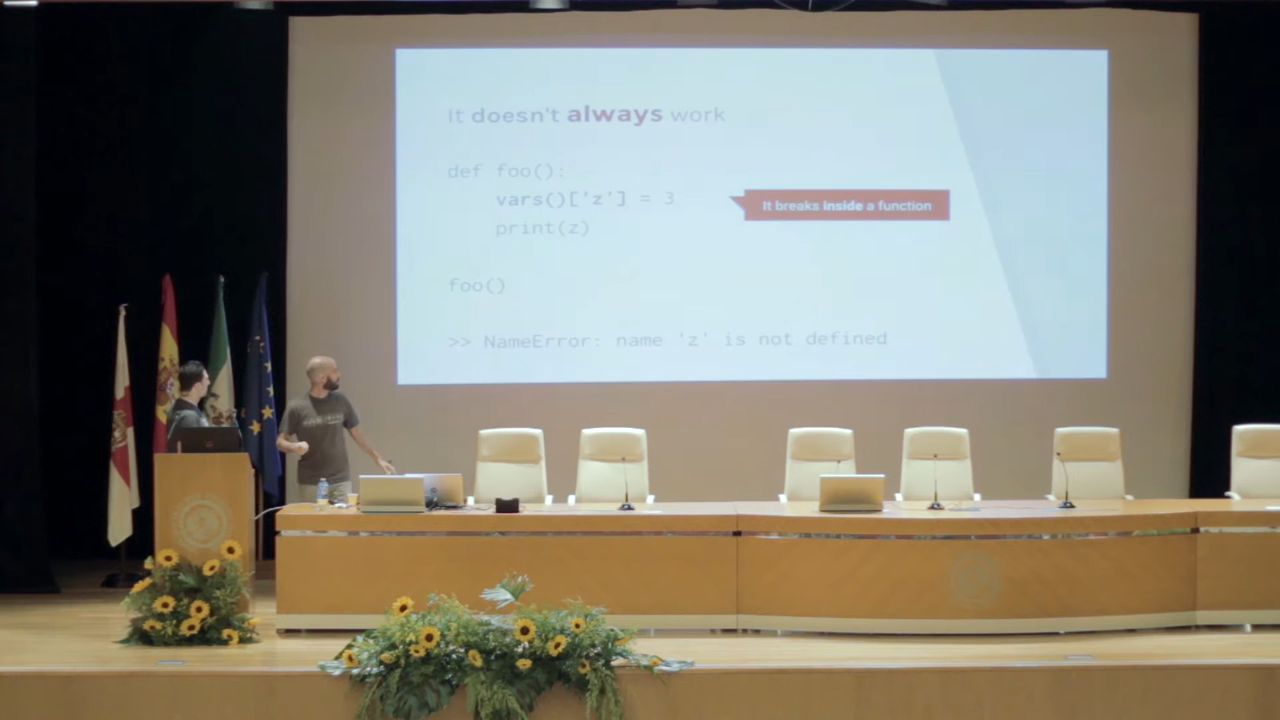 It doesn't always work
def foo():
vars()['z'] = 3
It breaks inside a function
print(z)
foo()
>> NameError: name 'z' is not defined